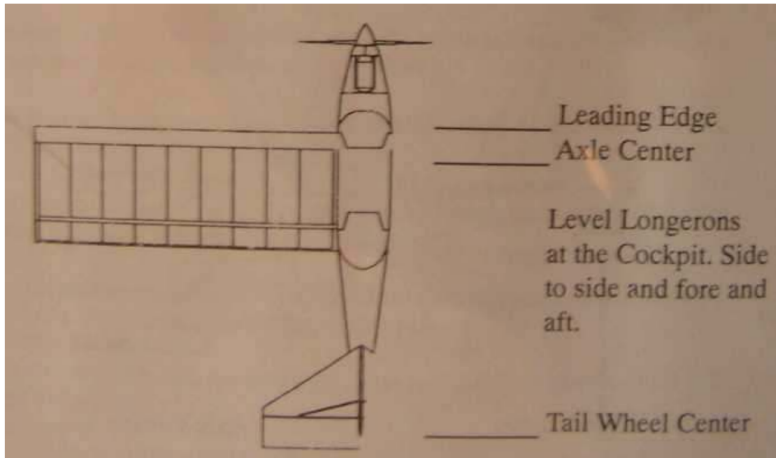 Leading Edge
Axle Center
Level Longerons
at the Cockpit. Side
to side and fore and
aft.
Tail Wheel Center